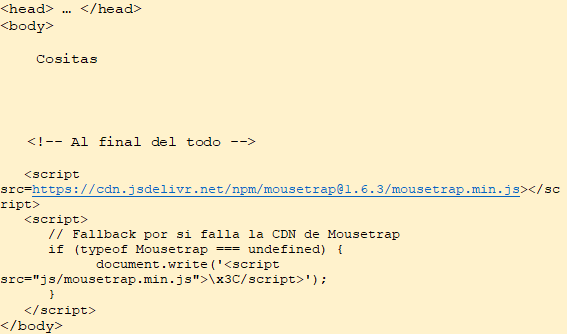 <head> … </head>
<body>
Cositas
<!-- Al final del todo -->
<script
src=https://cdn.jsdelivr.net/npm/mousetrap@1.6.3/mousetrap.min.js></sc
ript>
<script>
// Fallback por si falla la CDN de Mousetrap
if (typeof Mousetrap === undefined) {
document.write('<script
src="js/mousetrap.min.js">\x3C/script>');
}
</script>
</body>